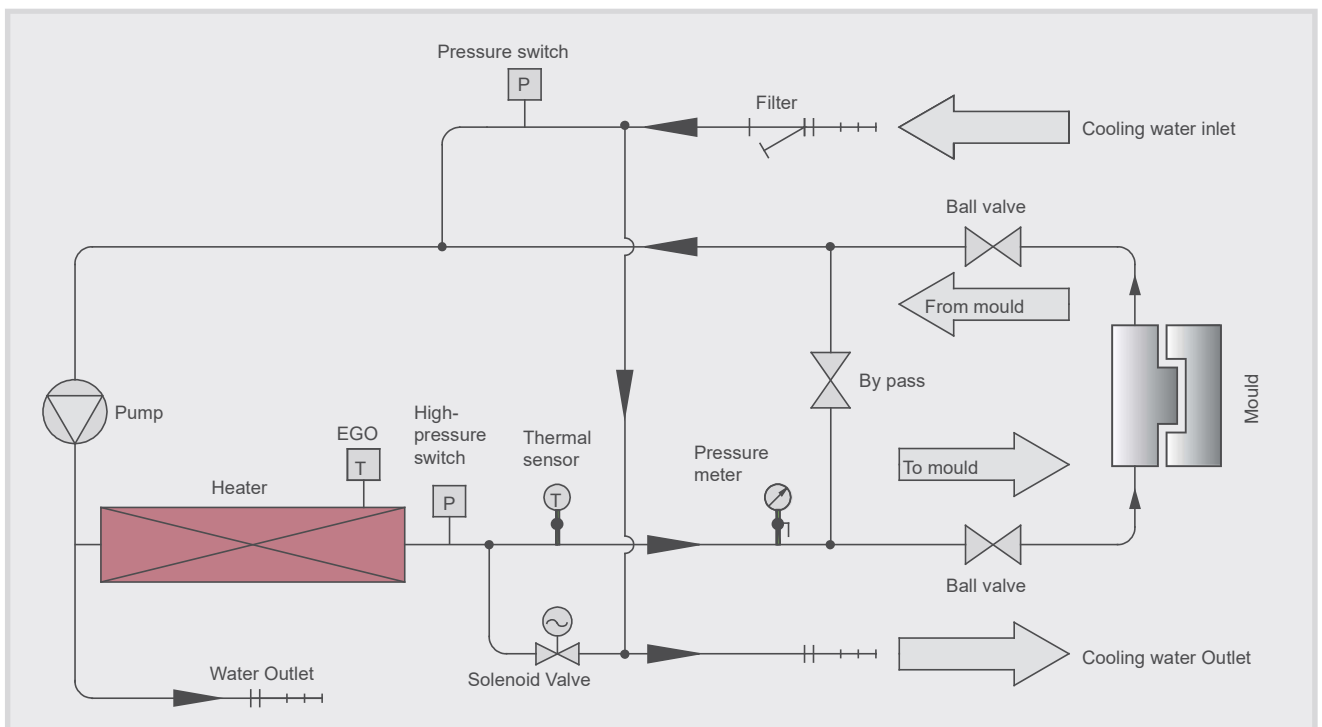 Pressure switch
P
Filter
Cooling water inlet
Ball valve
From mould
By pass
Mould
Pump
EGO
T
High-
pressure
switch
P
Thermal
sensor
T
Pressure
meter
To mould
Heater
Ball valve
Water Outlet
Solenoid Valve
Cooling water Outlet